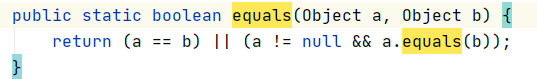 public static boolean equals(Object a, Object b) {
    return (a == b) || (a != null && a.equals(b));
}